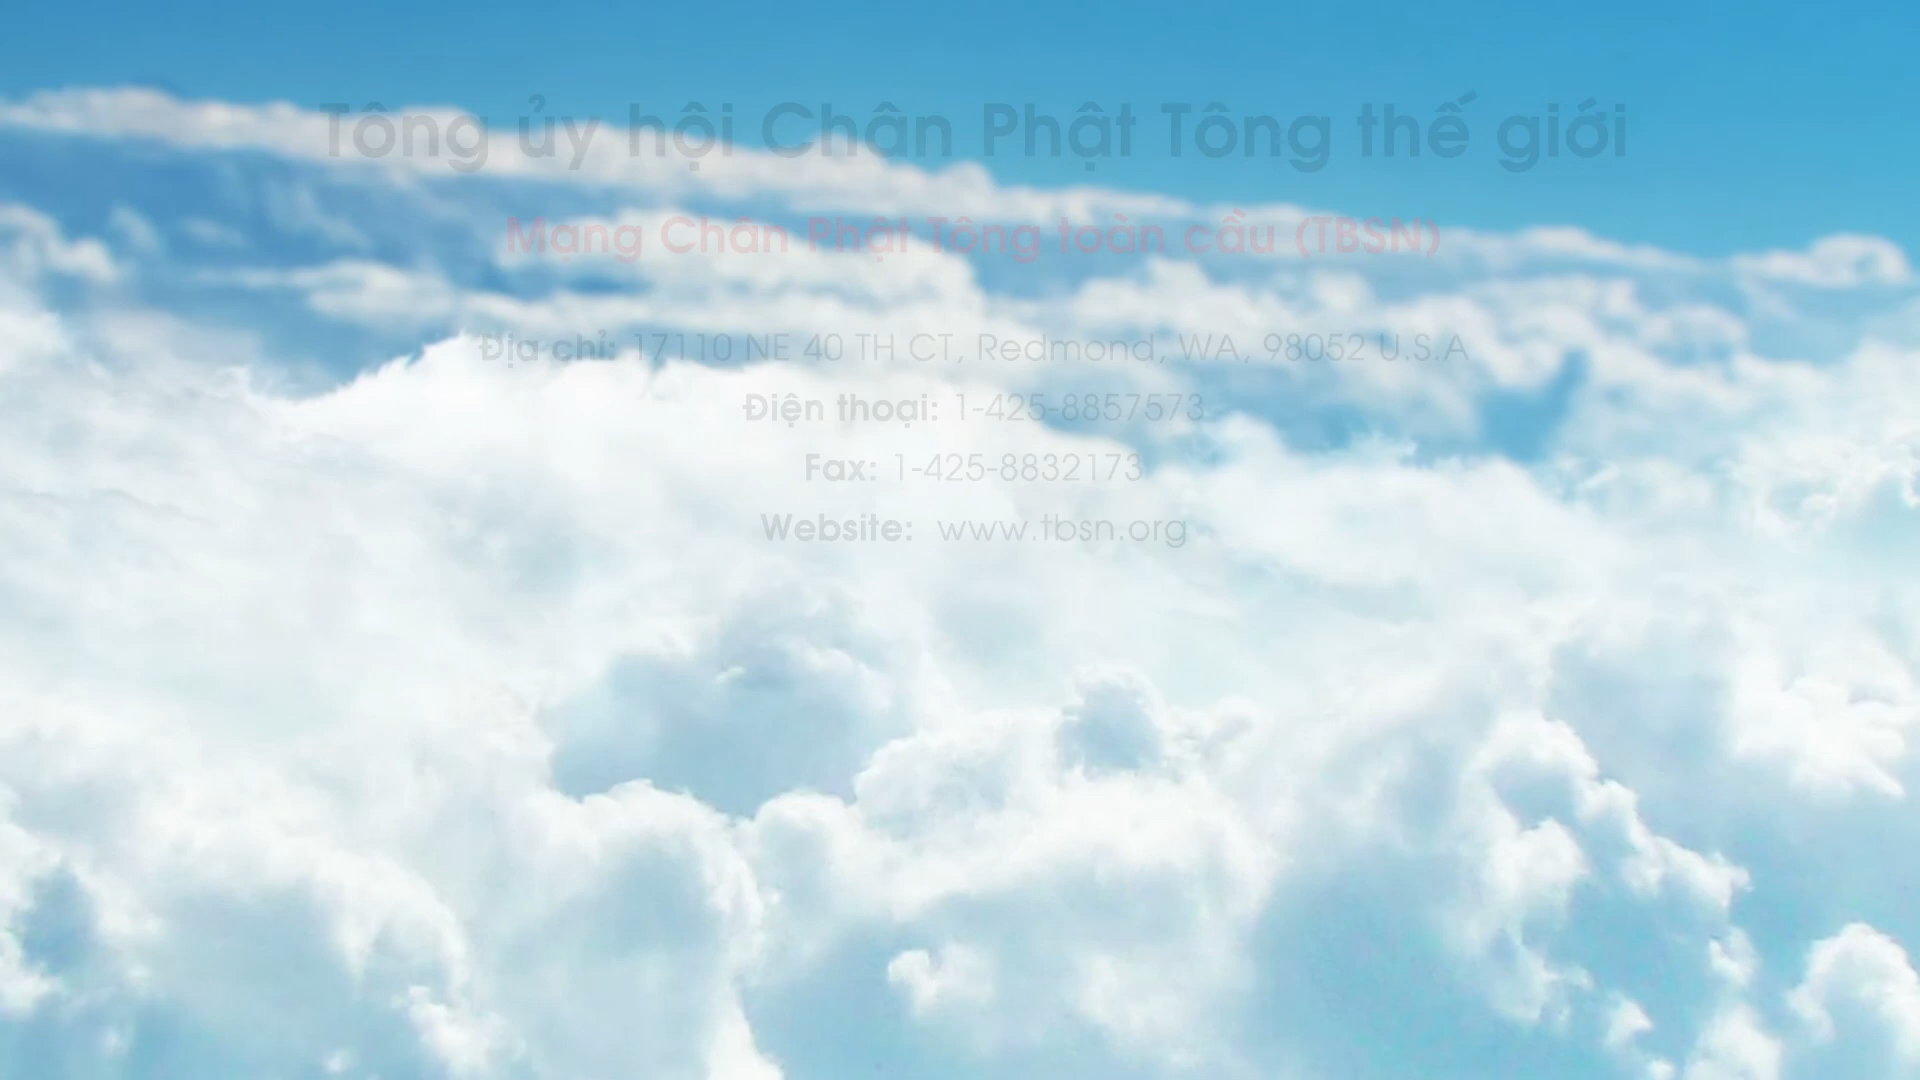 Tông ủy hội Chân Phật Tông thế giới
Mạng Chân Phật Tông toàn cầu (TBSN)
Địa chỉ: 17110 NE 40 TH CT, Redmond, WA, 98052 U.S.A
Điện thoại: 1-425-8857573
Fax: 1-425-8832173
Website: www.tbsn.org